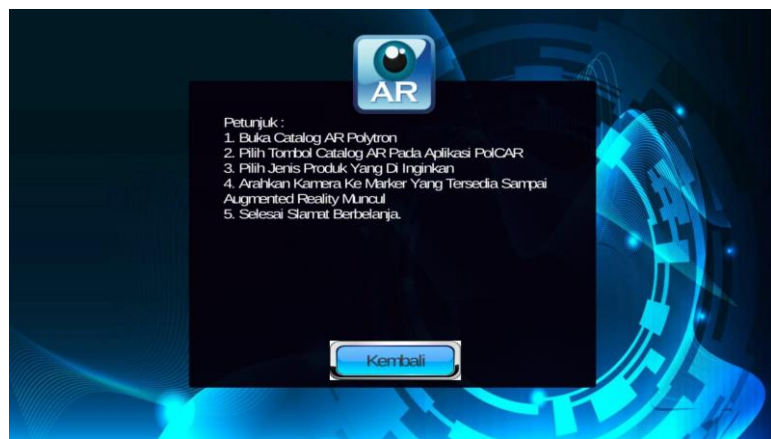 AR
Petunjuk :
1. Buka Catalog AR Polytron
2. Pilih Tombol Catalog AR Pada Aplikasi PolCAR
3. Pilih Jenis Produk Yang Di Inginkan
4. Arahkan Kamera Ke Marker Yang Tersedia Sampai
Augmented Reality Muncul
5. Selesai Slamat Berbelanja.
Kembali